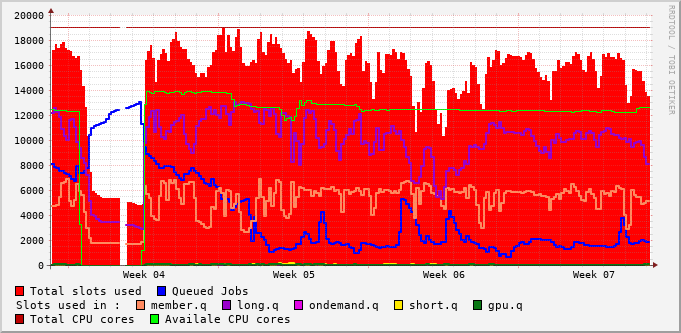 20000
18000
16000
14000
12000
10000
8000
6000
4000
2000
0
Week 04 Week 05 Week 06 Week 07
RRDTOOL / TOBI OETIKER
Total slots used Queued Jobs
Slots used in : member.q long.q ondemand.q short.q gpu.q
Total CPU cores Availale CPU cores